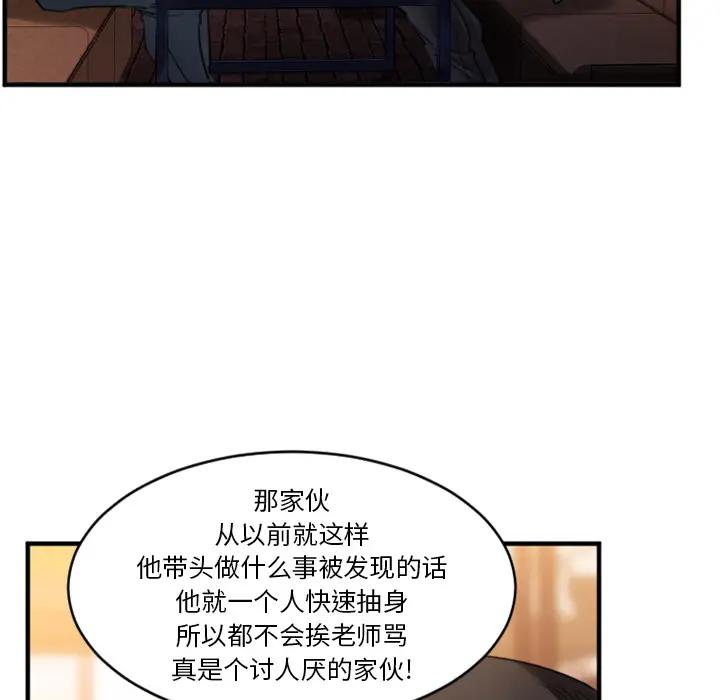 那家伙
从以前就这样
他带头做什么事被发现的话
他就一个人快速抽身
所以都不会挨老师骂
真是个讨人厌的家伙!